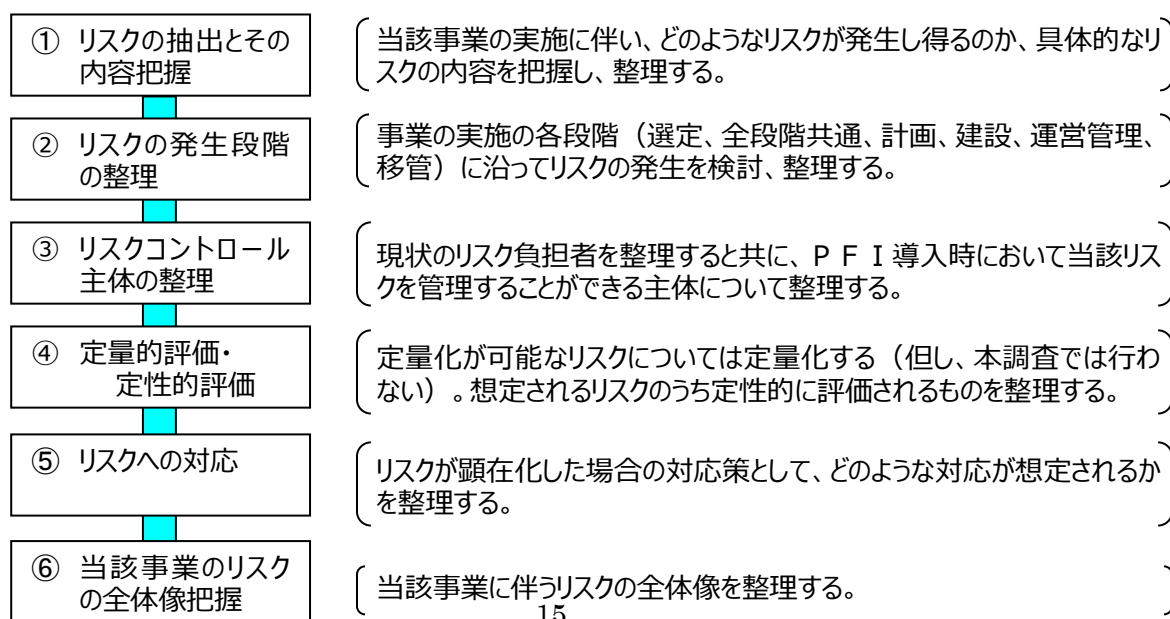 ① リスクの抽出とその
内容把握
当該事業の実施に伴い、どのようなリスクが発生し得るのか、具体的なリ
スクの内容を把握し、整理する。
② リスクの発生段階
の整理
事業の実施の各段階（選定、全段階共通、計画、建設、運営管理、
移管）に沿ってリスクの発生を検討、整理する。
③ リスクコントロール
主体の整理
現状のリスク負担者を整理すると共に、ＰＦＩ導入時において当該リス
クを管理することができる主体について整理する。
④ 定量的評価・
定性的評価
定量化が可能なリスクについては定量化する（但し、本調査では行わ
ない）。想定されるリスクのうち定性的に評価されるものを整理する。
⑤ リスクへの対応
リスクが顕在化した場合の対応策として、どのような対応が想定されるか
を整理する。
⑥ 当該事業のリスク
の全体像把握
当該事業に伴うリスクの全体像を整理する。
15